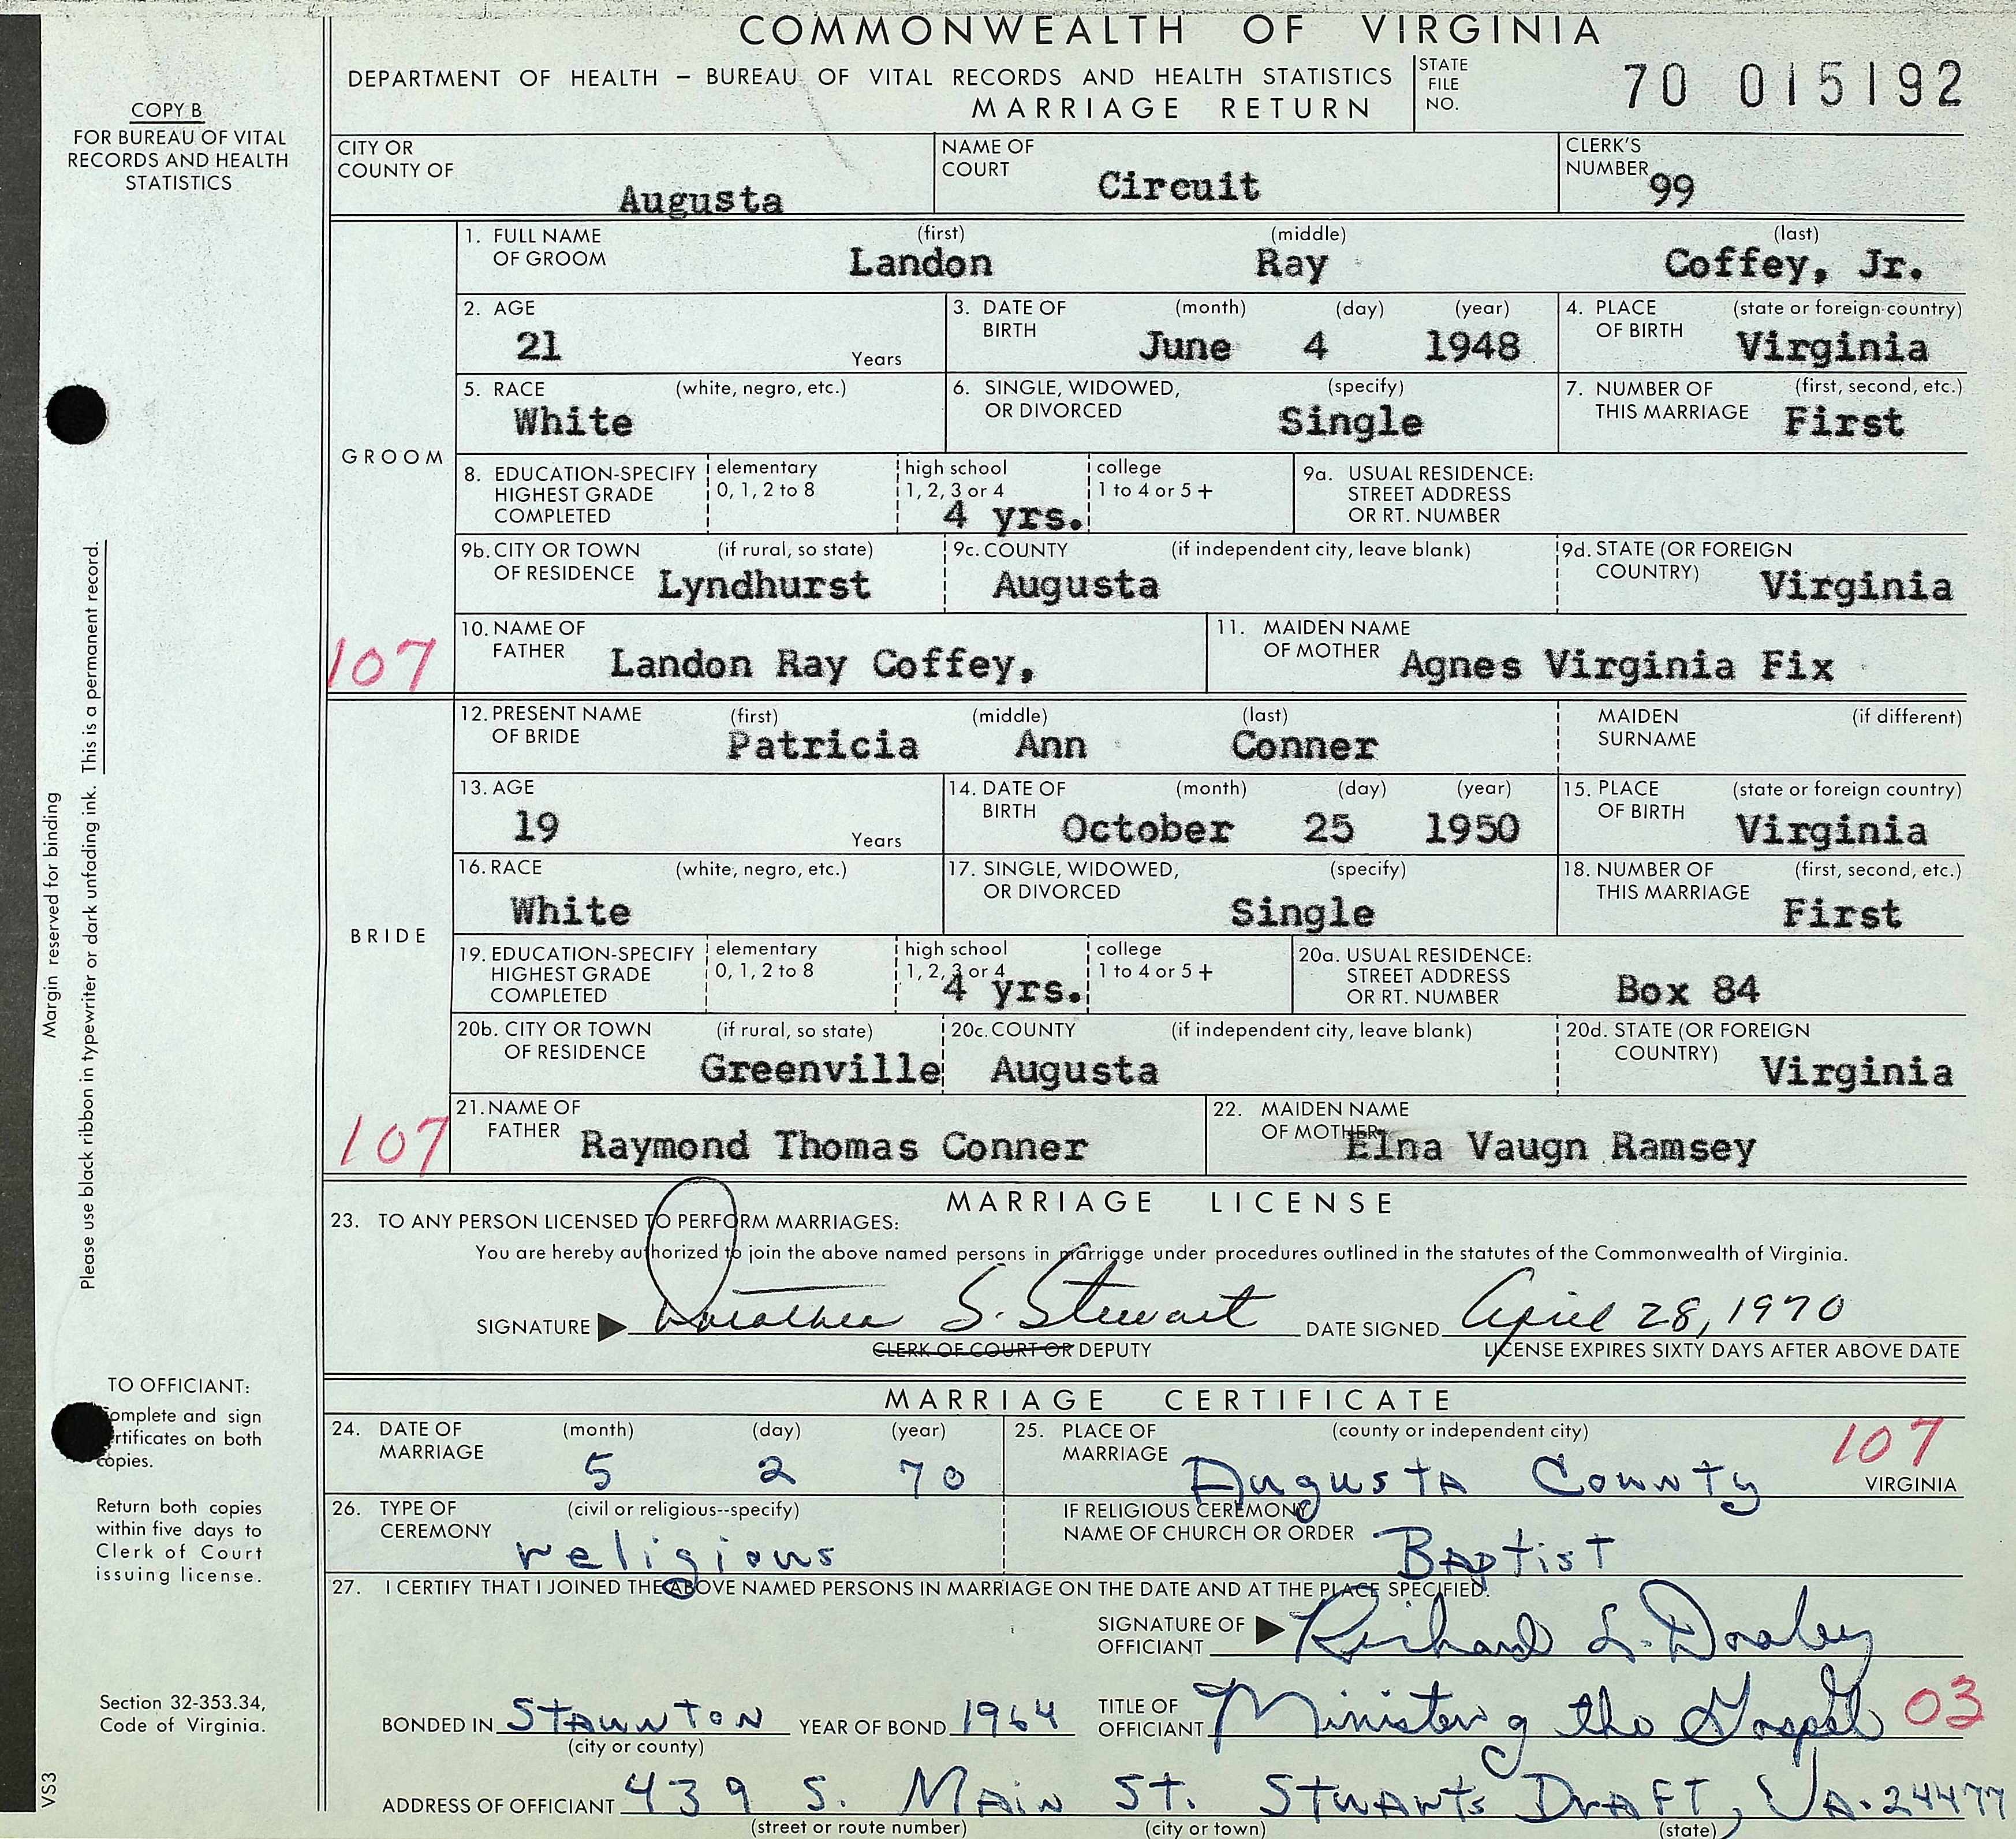 COMMONWEALTH OF VIRGINIA
DEPARTMENT OF HEALTH – BUREAU OF VITAL RECORDS AND HEALTH STATISTICS
MARRIAGE RETURN
STATE FILE NO. 70 015192
COPY B
FOR BUREAU OF VITAL
RECORDS AND HEALTH
STATISTICS
CITY OR COUNTY OF Augusta
NAME OF COURT Circuit
CLERK'S NUMBER 99
GROOM
1. FULL NAME OF GROOM (first) Landon (middle) Ray (last) Coffey, Jr.
2. AGE 21 Years
3. DATE OF BIRTH (month) June (day) 4 (year) 1948
4. PLACE OF BIRTH (state or foreign country) Virginia
5. RACE (white, negro, etc.) White
6. SINGLE, WIDOWED, OR DIVORCED (specify) Single
7. NUMBER OF THIS MARRIAGE (first, second, etc.) First
8. EDUCATION-SPECIFY HIGHEST GRADE COMPLETED elementary 0, 1, 2 to 8 high school 1, 2, 3 or 4 4 yrs. college 1 to 4 or 5+
9a. USUAL RESIDENCE: STREET ADDRESS OR RT. NUMBER
9b. CITY OR TOWN OF RESIDENCE (if rural, so state) Lyndhurst
9c. COUNTY (if independent city, leave blank) Augusta
9d. STATE (OR FOREIGN COUNTRY) Virginia
107
10. NAME OF FATHER Landon Ray Coffey,
11. MAIDEN NAME OF MOTHER Agnes Virginia Fix
BRIDE
12. PRESENT NAME OF BRIDE (first) Patricia (middle) Ann (last) Conner
MAIDEN SURNAME (if different)
13. AGE 19 Years
14. DATE OF BIRTH (month) October (day) 25 (year) 1950
15. PLACE OF BIRTH (state or foreign country) Virginia
16. RACE (white, negro, etc.) White
17. SINGLE, WIDOWED, OR DIVORCED (specify) Single
18. NUMBER OF THIS MARRIAGE (first, second, etc.) First
19. EDUCATION-SPECIFY HIGHEST GRADE COMPLETED elementary 0, 1, 2 to 8 high school 1, 2, 3 or 4 4 yrs. college 1 to 4 or 5+
20a. USUAL RESIDENCE: STREET ADDRESS OR RT. NUMBER Box 84
20b. CITY OR TOWN OF RESIDENCE (if rural, so state) Greenville
20c. COUNTY (if independent city, leave blank) Augusta
20d. STATE (OR FOREIGN COUNTRY) Virginia
107
21. NAME OF FATHER Raymond Thomas Conner
22. MAIDEN NAME OF MOTHER Elna Vaugn Ramsey
MARRIAGE LICENSE
23. TO ANY PERSON LICENSED TO PERFORM MARRIAGES:
You are hereby authorized to join the above named persons in marriage under procedures outlined in the statutes of the Commonwealth of Virginia.
SIGNATURE Dorothea S. Stewart DATE SIGNED April 28, 1970
CLERK OF COURT OR DEPUTY LICENSE EXPIRES SIXTY DAYS AFTER ABOVE DATE
MARRIAGE CERTIFICATE
24. DATE OF MARRIAGE (month) 5 (day) 2 (year) 70
25. PLACE OF MARRIAGE (county or independent city) Augusta County 107 VIRGINIA
26. TYPE OF CEREMONY (civil or religious--specify) religious
IF RELIGIOUS CEREMONY NAME OF CHURCH OR ORDER Baptist
27. I CERTIFY THAT I JOINED THE ABOVE NAMED PERSONS IN MARRIAGE ON THE DATE AND AT THE PLACE SPECIFIED.
SIGNATURE OF OFFICIANT Richard L.
BONDED IN Staunton (city or county) YEAR OF BOND 1964
TITLE OF OFFICIANT Minister of the Gospel 03
ADDRESS OF OFFICIANT 439 S. Main St. Stuarts Draft, Va. 24477
(street or route number) (city or town) (state)
Margin reserved for binding
Please use black ribbon in typewriter or dark unfading ink. This is a permanent record.
TO OFFICIANT:
Complete and sign
certificates on both
copies.
Return both copies
within five days to
Clerk of Court
issuing license.
Section 32-353.34,
Code of Virginia.
VS3